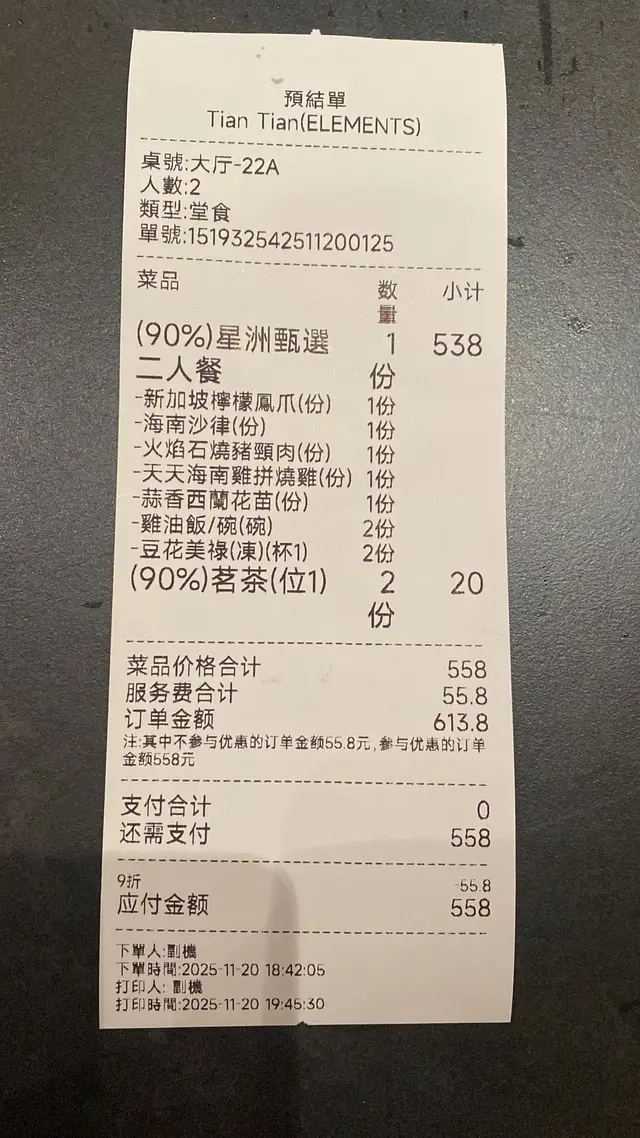 預結單
Tian Tian(ELEMENTS)
桌號:大厅-22A
人數:2
類型:堂食
單號:151932542511200125
菜品 数量 小计
(90%)星洲甄選二人餐 1份 538
-新加坡檸檬鳳爪(份) 1份
-海南沙律(份) 1份
-火焰石燒豬頸肉(份) 1份
-天天海南雞拼燒雞(份) 1份
-蒜香西蘭花苗(份) 1份
-雞油飯/碗(碗) 2份
-豆花美祿(凍)(杯1) 2份
(90%)茗茶(位1) 2份 20
菜品价格合计 558
服务费合计 55.8
订单金额 613.8
注:其中不参与优惠的订单金额55.8元,参与优惠的订单
金额558元
支付合计 0
还需支付 558
9折 -55.8
应付金额 558
下單人:副機
下單時間:2025-11-20 18:42:05
打印人: 副機
打印時間:2025-11-20 19:45:30